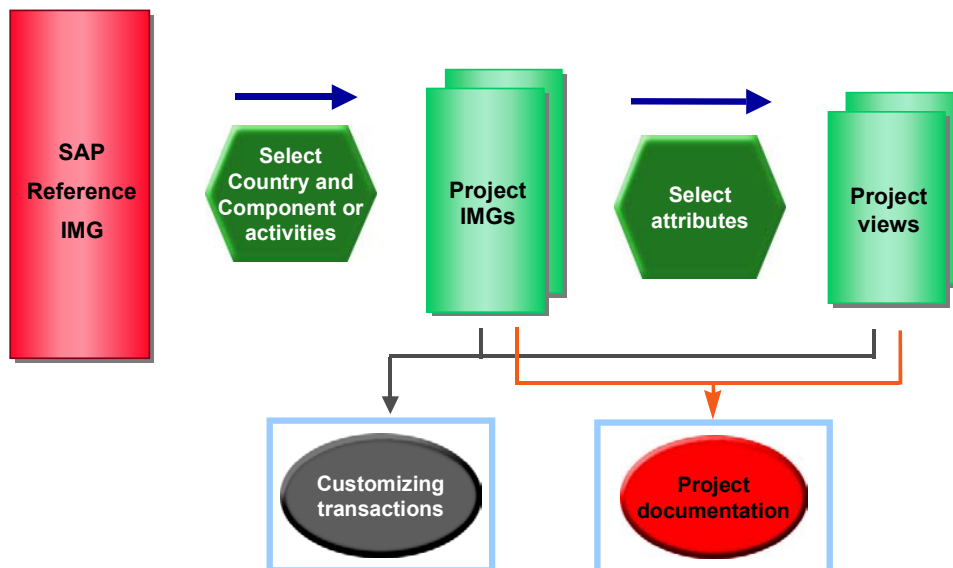 SAP
Reference
IMG
Select
Country and
Component or
activities
Project
IMGs
Select
attributes
Project
views
Customizing
transactions
Project
documentation